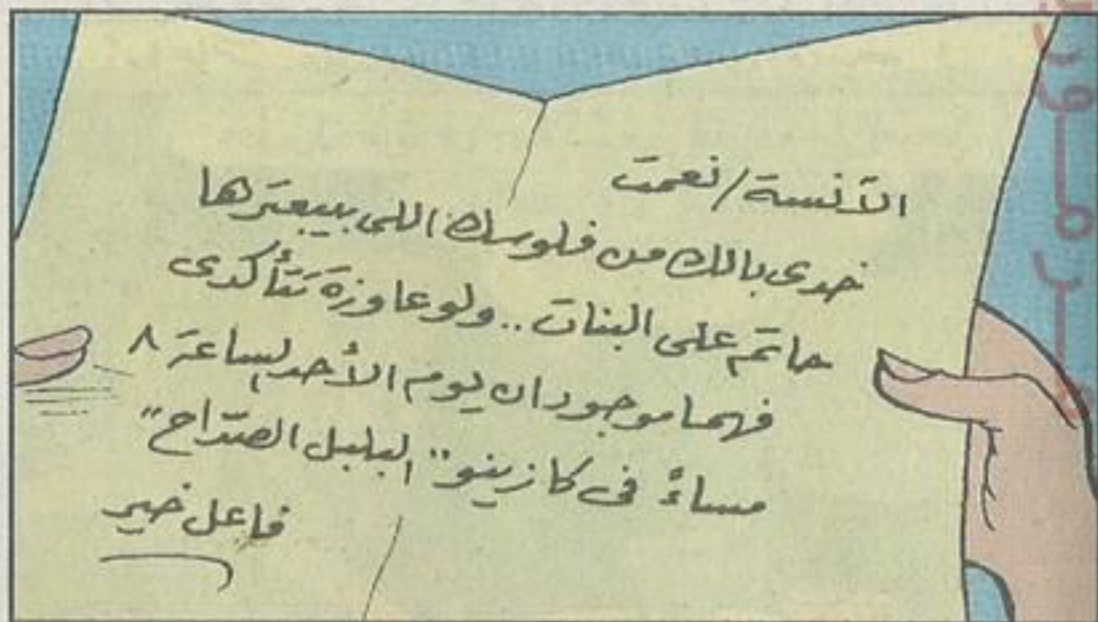 الآنسة/نعمت
خدى بالك من فلوسك اللى بيبعترها
حاتم على البنات .. ولو عاوزة تتأكدى
فهما موجودان يوم الأحد الساعة ٨
مساءً فى كازينو "البلبل الصداح"
فاعل خير